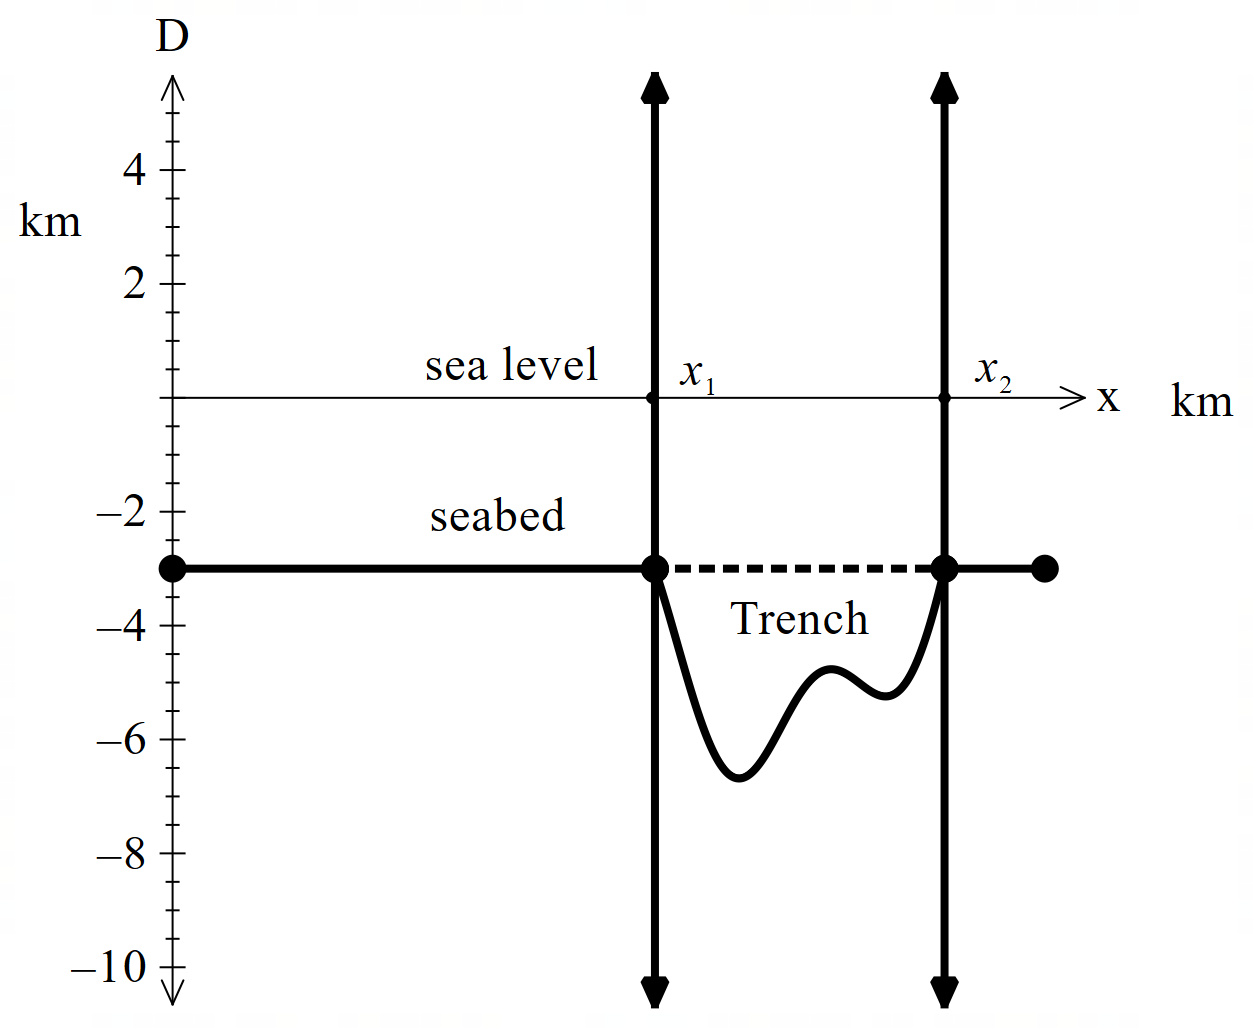 D
4
km
2
sea level
x₁
x₂
x
km
−2
seabed
−4
Trench
−6
−8
−10